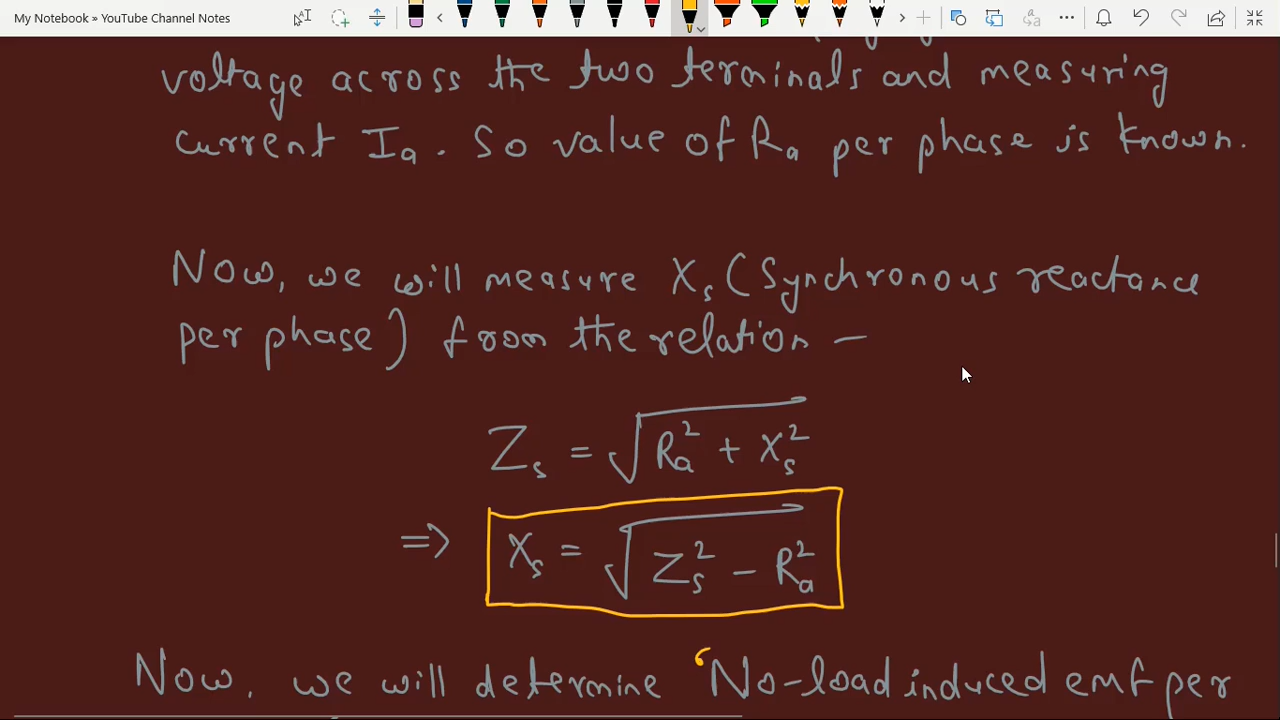 My Notebook » YouTube Channel Notes
voltage across the two terminals and measuring
current Ia. So value of Ra per phase is known.
Now, we will measure Xs (Synchronous reactance
per phase) from the relation —
Zs = √(Ra² + Xs²)
=> Xs = √(Zs² - Ra²)
Now, we will determine ‘No-load induced emf per